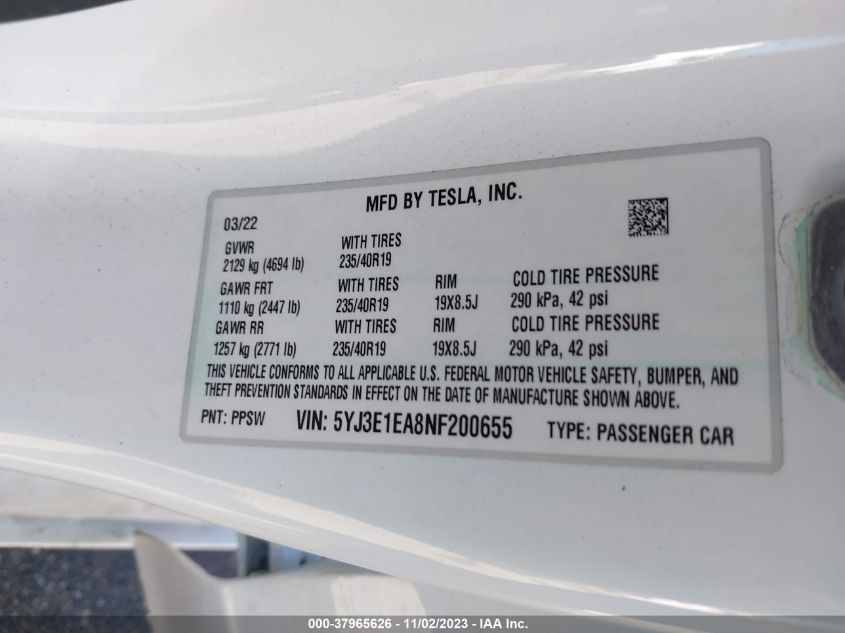 MFD BY TESLA, INC.
03/22
GVWR WITH TIRES
2129 kg (4694 lb) 235/40R19
GAWR FRT WITH TIRES RIM COLD TIRE PRESSURE
1110 kg (2447 lb) 235/40R19 19X8.5J 290 kPa, 42 psi
GAWR RR WITH TIRES RIM COLD TIRE PRESSURE
1257 kg (2771 lb) 235/40R19 19X8.5J 290 kPa, 42 psi
THIS VEHICLE CONFORMS TO ALL APPLICABLE U.S. FEDERAL MOTOR VEHICLE SAFETY, BUMPER, AND
THEFT PREVENTION STANDARDS IN EFFECT ON THE DATE OF MANUFACTURE SHOWN ABOVE.
PNT: PPSW VIN: 5YJ3E1EA8NF200655 TYPE: PASSENGER CAR
000-37965626 - 11/02/2023 - IAA Inc.